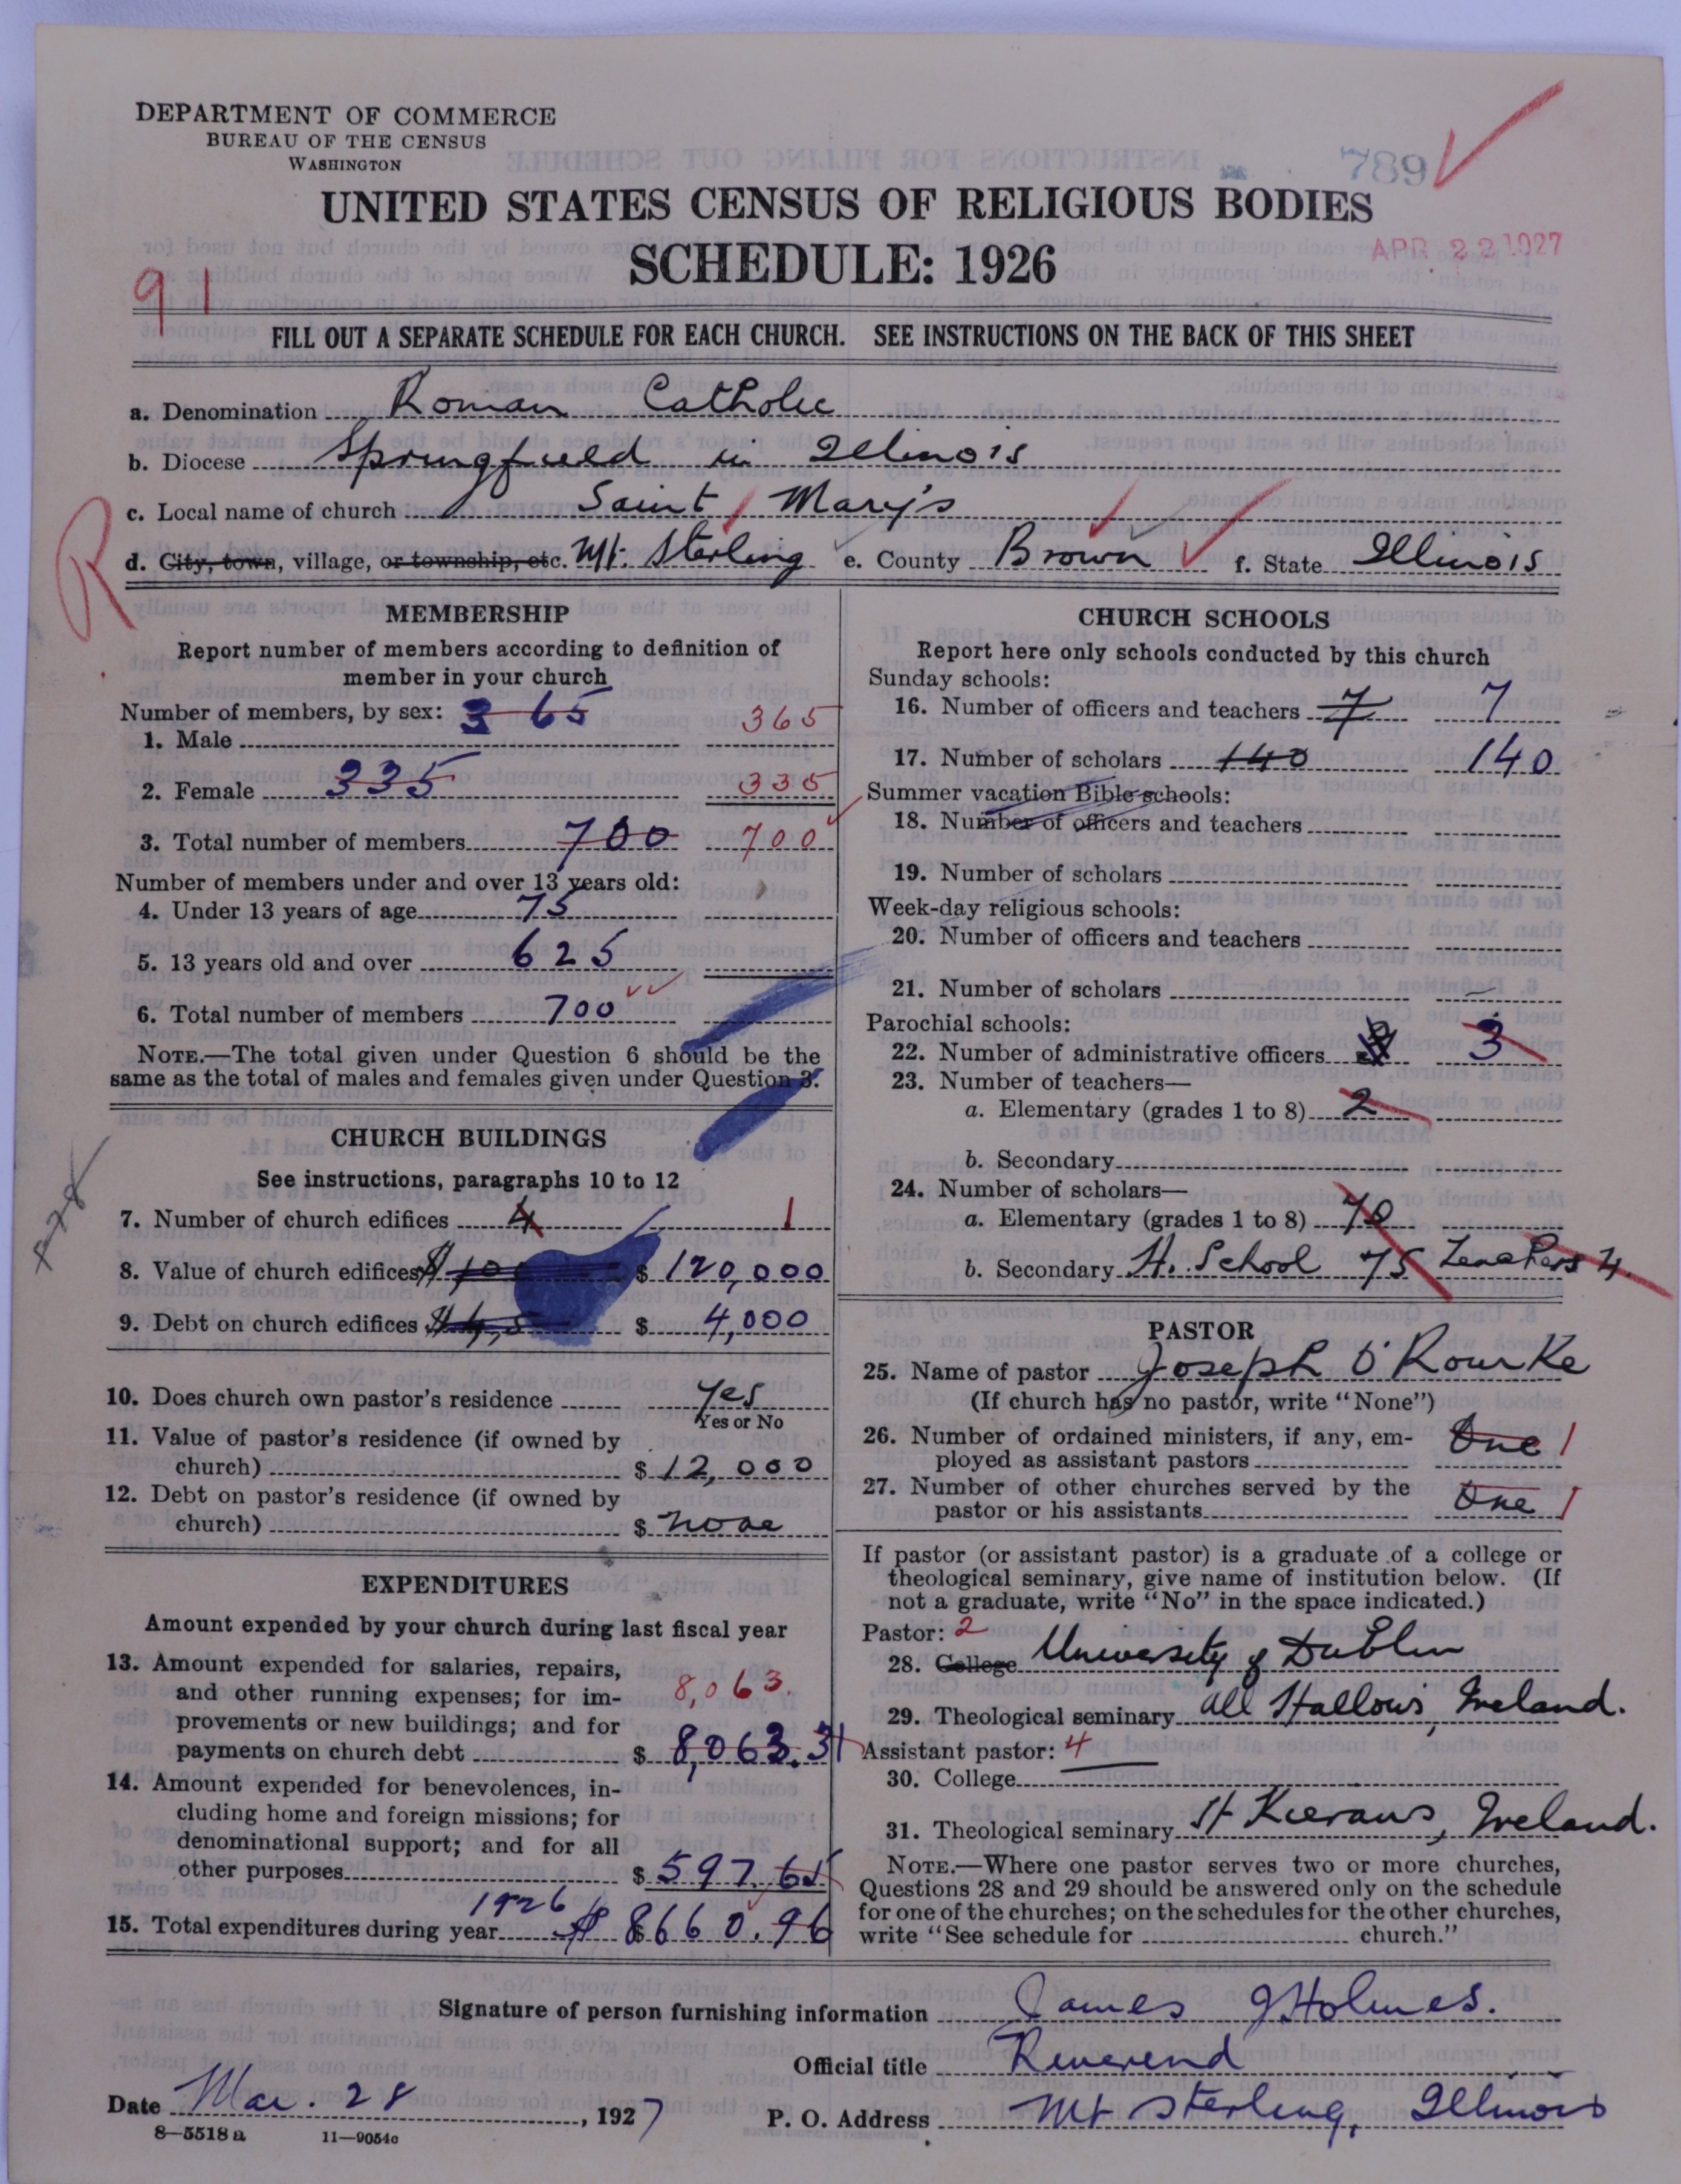 DEPARTMENT OF COMMERCE
BUREAU OF THE CENSUS
WASHINGTON
789
UNITED STATES CENSUS OF RELIGIOUS BODIES
SCHEDULE: 1926
APR 22 1927
91
FILL OUT A SEPARATE SCHEDULE FOR EACH CHURCH. SEE INSTRUCTIONS ON THE BACK OF THIS SHEET
a. Denomination Roman Catholic
b. Diocese Springfield in Illinois
c. Local name of church Saint Mary's
R
d. City, town, village, or township, etc. Mt. Sterling e. County Brown f. State Illinois
MEMBERSHIP
Report number of members according to definition of
member in your church
Number of members, by sex: 365 365
1. Male
2. Female 335 335
3. Total number of members 700 700
Number of members under and over 13 years old:
4. Under 13 years of age 75
5. 13 years old and over 625
6. Total number of members 700
NOTE.—The total given under Question 6 should be the
same as the total of males and females given under Question 3.
CHURCH BUILDINGS
See instructions, paragraphs 10 to 12
7. Number of church edifices 4 1
8. Value of church edifices $ 120,000
9. Debt on church edifices $ 4,000
10. Does church own pastor's residence Yes
Yes or No
11. Value of pastor's residence (if owned by
church) $ 12,000
12. Debt on pastor's residence (if owned by
church) $ none
EXPENDITURES
Amount expended by your church during last fiscal year
13. Amount expended for salaries, repairs,
and other running expenses; for im- 8,063.
provements or new buildings; and for
payments on church debt $ 8,063.31
14. Amount expended for benevolences, in-
cluding home and foreign missions; for
denominational support; and for all
other purposes $ 597.65
1926
15. Total expenditures during year $ 8660.96
CHURCH SCHOOLS
Report here only schools conducted by this church
Sunday schools:
16. Number of officers and teachers 7 7
17. Number of scholars 140 140
Summer vacation Bible schools:
18. Number of officers and teachers
19. Number of scholars
Week-day religious schools:
20. Number of officers and teachers
21. Number of scholars —
Parochial schools:
22. Number of administrative officers 3
23. Number of teachers—
a. Elementary (grades 1 to 8) 2
b. Secondary
24. Number of scholars—
a. Elementary (grades 1 to 8) 70
b. Secondary H. School 75 Teachers 4.
PASTOR
25. Name of pastor Joseph O'Rourke
(If church has no pastor, write "None")
26. Number of ordained ministers, if any, em- One 1
ployed as assistant pastors
27. Number of other churches served by the One 1
pastor or his assistants
If pastor (or assistant pastor) is a graduate of a college or
theological seminary, give name of institution below. (If
not a graduate, write "No" in the space indicated.)
Pastor: 2
28. College University of Dublin
29. Theological seminary All Hallows, Ireland.
Assistant pastor: 4
30. College
31. Theological seminary St Kierans, Ireland.
NOTE.—Where one pastor serves two or more churches,
Questions 28 and 29 should be answered only on the schedule
for one of the churches; on the schedules for the other churches,
write "See schedule for church."
Signature of person furnishing information James J Holmes.
Official title Reverend
Date Mar. 28, 1927 P. O. Address Mt Sterling, Illinois
8—5518 a 11—9054c